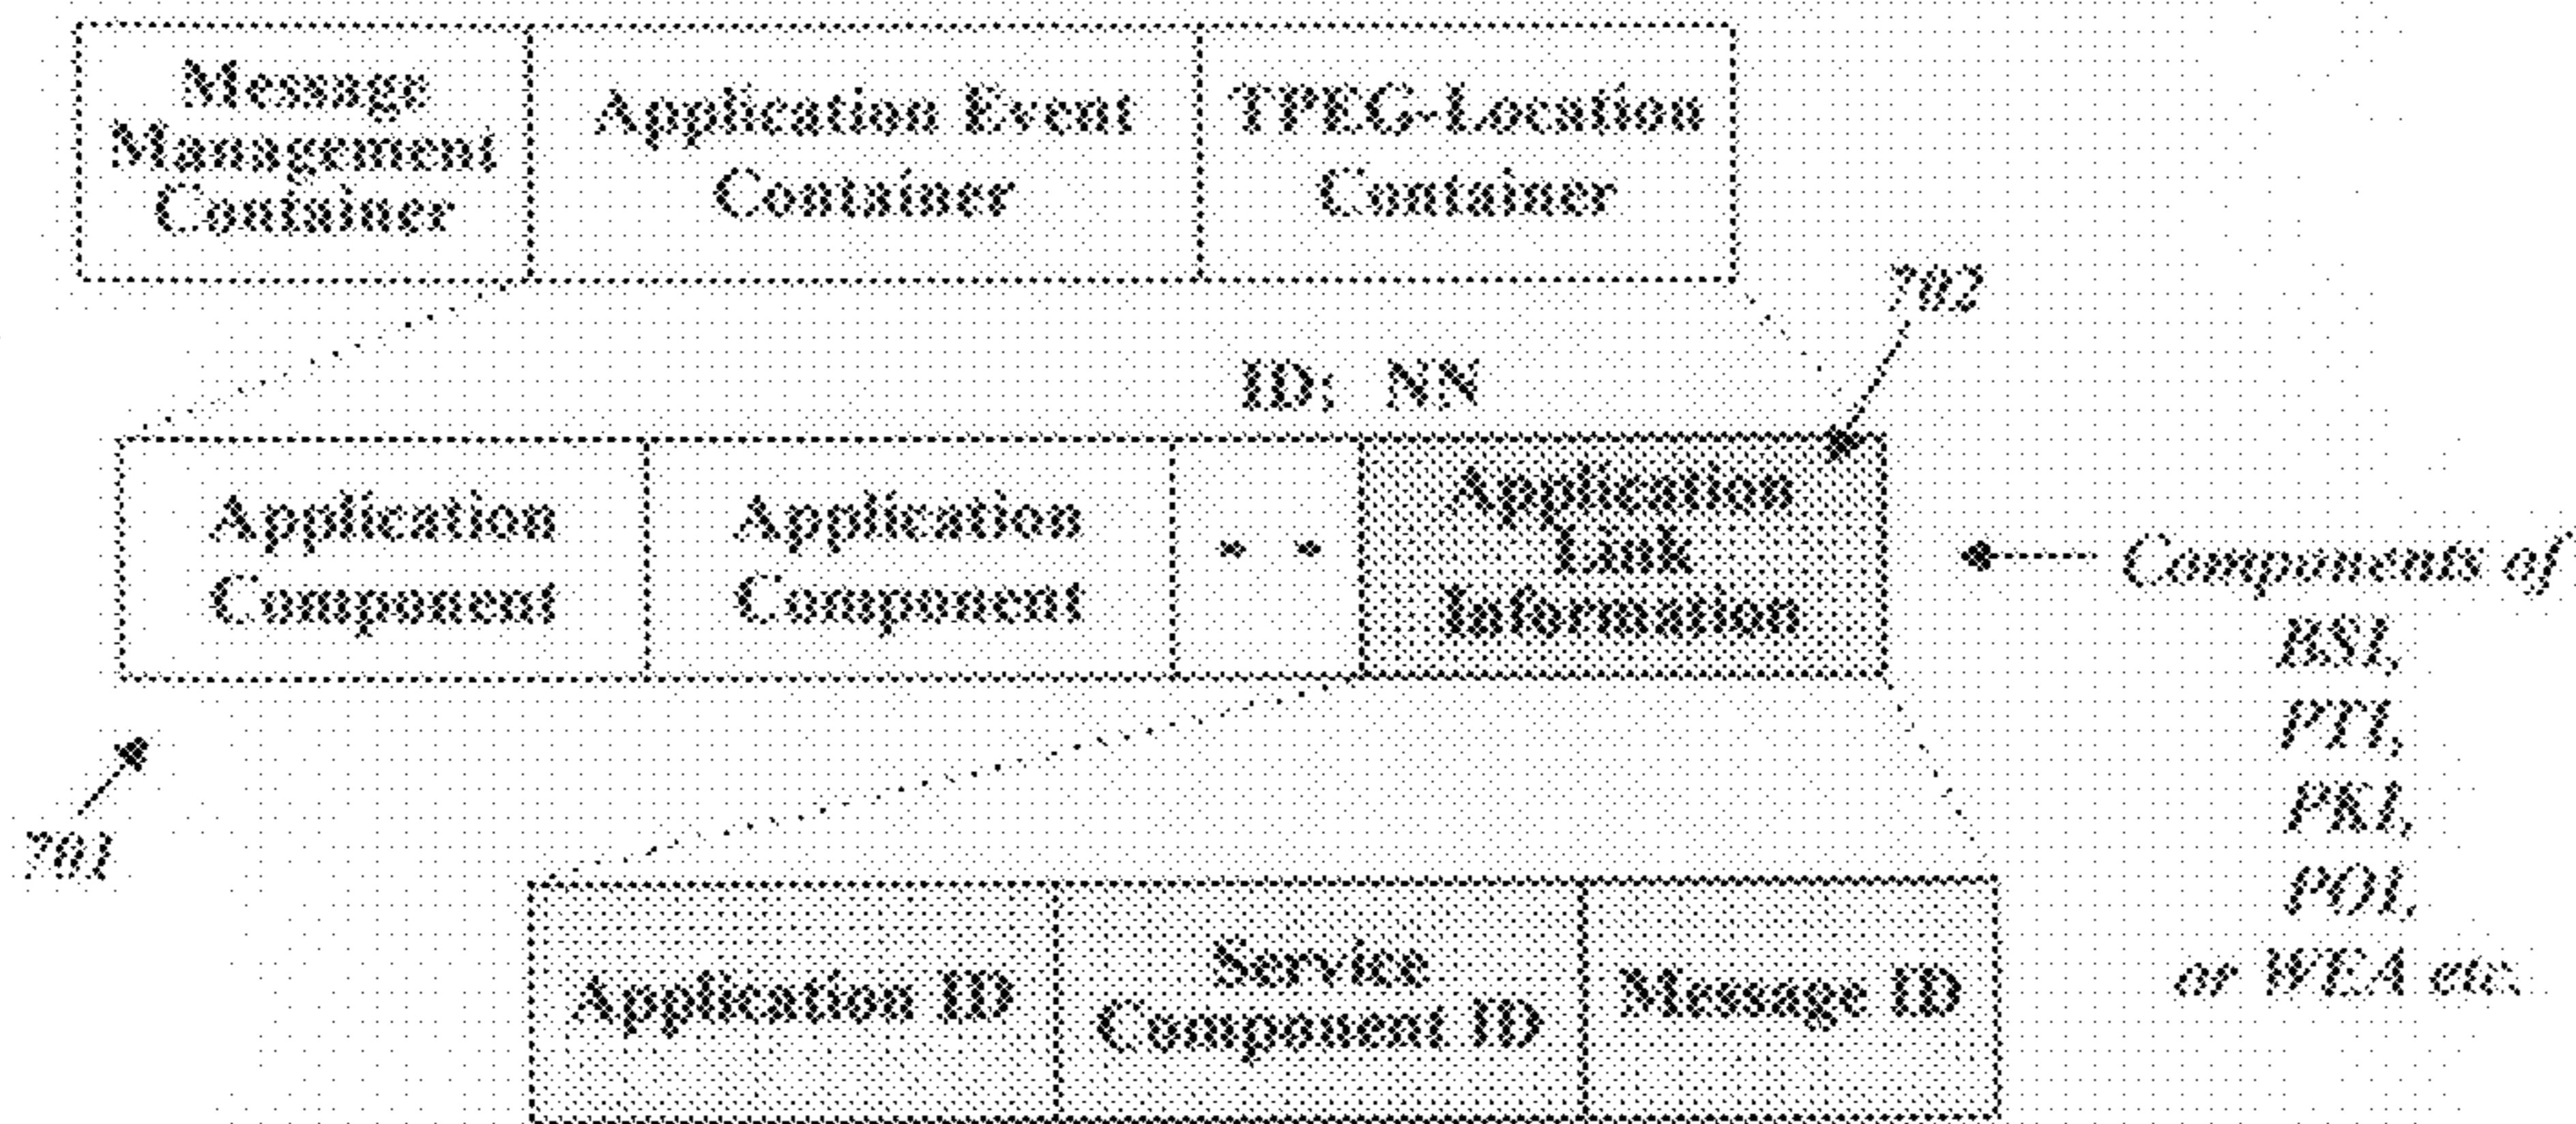 Message
Management
Container
Application Event
Container
TPEG-Location
Container
702
ID: NN
Application
Component
Application
Component
- -
Application
Link
Information
Components of
BSI,
PTI,
PKI,
POI,
or WEA etc.
701
Application ID
Service
Component ID
Message ID